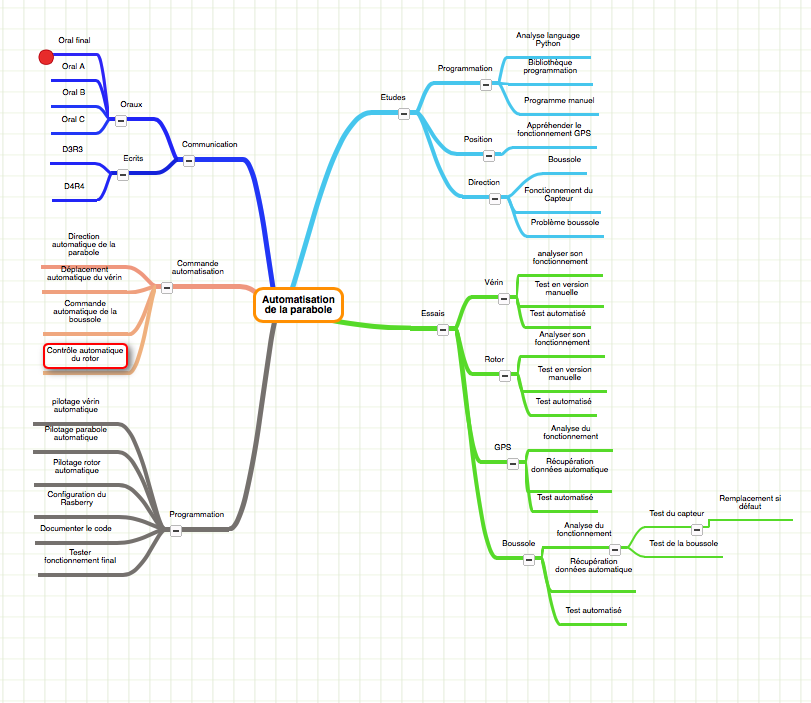 Automatisation
de la parabole
Communication
Oraux
Oral final
Oral A
Oral B
Oral C
Ecrits
D3R3
D4R4
Commande
automatisation
Direction
automatique de la
parabole
Déplacement
automatique du vérin
Commande
automatique de la
boussole
Contrôle automatique
du rotor
Programmation
pilotage vérin
automatique
Pilotage parabole
automatique
Pilotage rotor
automatique
Configuration du
Rasberry
Documenter le code
Tester
fonctionnement final
Etudes
Programmation
Analyse language
Python
Bibliothèque
programmation
Programme manuel
Position
Appréhender le
fonctionnement GPS
Direction
Boussole
Fonctionnement du
Capteur
Problème boussole
Essais
Vérin
analyser son
fonctionnement
Test en version
manuelle
Test automatisé
Rotor
Analyser son
fonctionnement
Test en version
manuelle
Test automatisé
GPS
Analyse du
fonctionnement
Récupération
données automatique
Test automatisé
Boussole
Analyse du
fonctionnement
Test du capteur
Remplacement si
défaut
Test de la boussole
Récupération
données automatique
Test automatisé